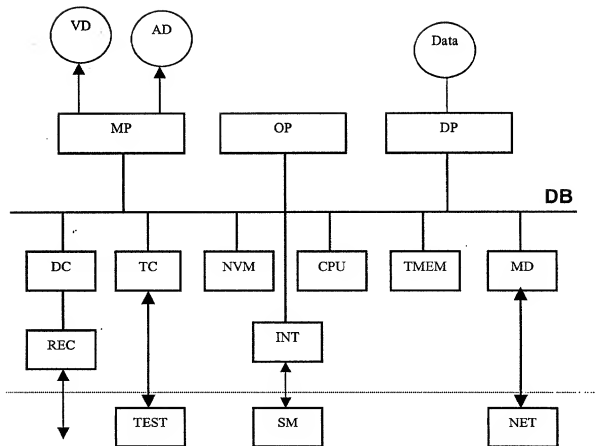 VD
AD
Data
MP
OP
DP
DB
DC
TC
NVM
CPU
TMEM
MD
REC
INT
TEST
SM
NET